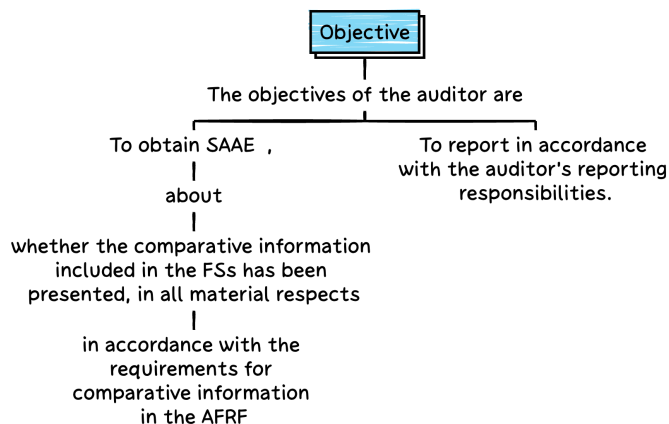 Objective
The objectives of the auditor are
To obtain SAAE ,
about
whether the comparative information
included in the FSs has been
presented, in all material respects
in accordance with the
requirements for
comparative information
in the AFRF
To report in accordance
with the auditor's reporting
responsibilities.